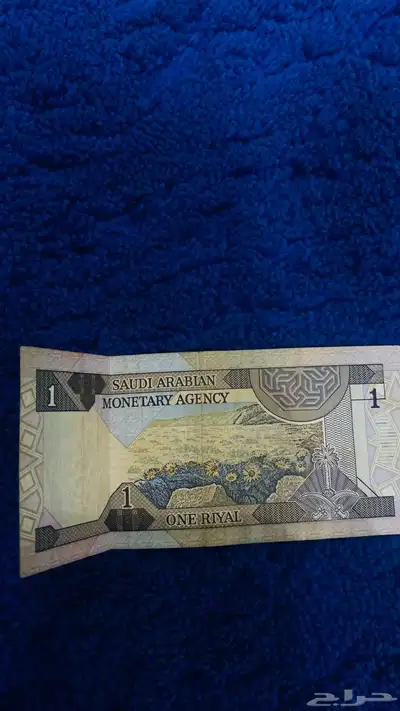 1
SAUDI ARABIAN
MONETARY AGENCY
1
1
ONE RIYAL
حراج